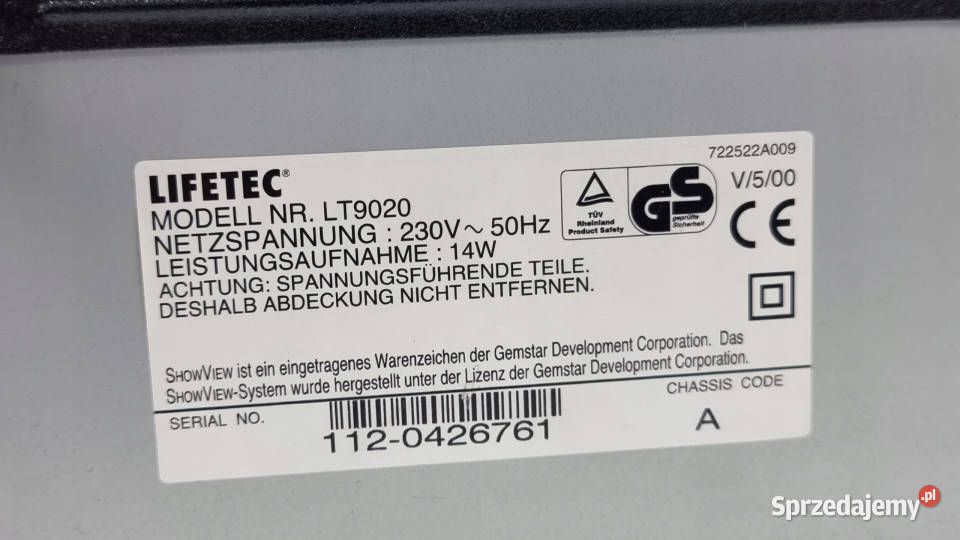 LIFETEC®
MODELL NR. LT9020
NETZSPANNUNG : 230V~ 50Hz
LEISTUNGSAUFNAHME : 14W
ACHTUNG: SPANNUNGSFÜHRENDE TEILE.
DESHALB ABDECKUNG NICHT ENTFERNEN.
TÜV
Rheinland
Product Safety
GS
geprüfte
Sicherheit
722522A009
V/5/00
CE
SHOWVIEW ist ein eingetragenes Warenzeichen der Gemstar Development Corporation. Das
SHOWVIEW-System wurde hergestellt unter der Lizenz der Gemstar Development Corporation.
SERIAL NO.
112-0426761
CHASSIS CODE
A
Sprzedajemy.pl